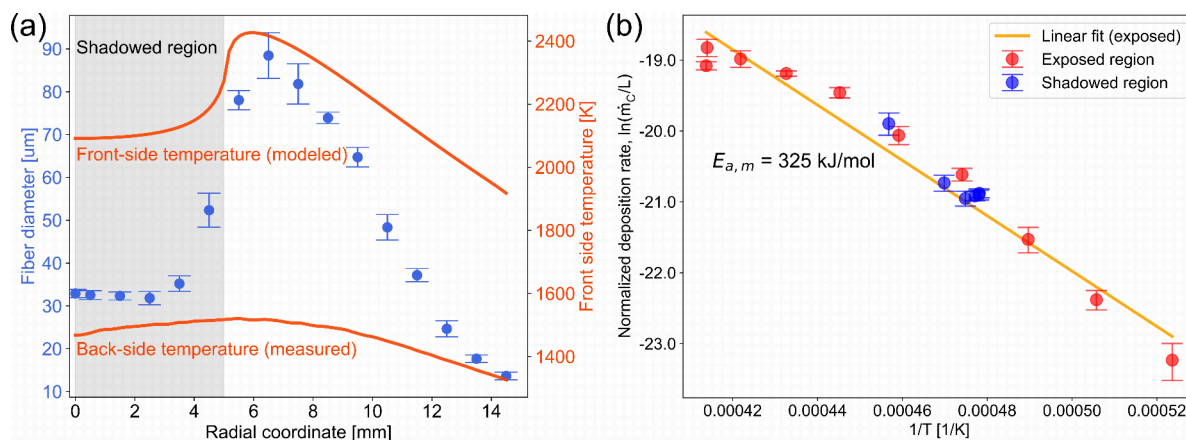 (a)
Shadowed region
Front-side temperature (modeled)
Back-side temperature (measured)
Fiber diameter [um]
90
80
70
60
50
40
30
20
10
0
2
4
6
8
10
12
14
Radial coordinate [mm]
2400
2200
2000
1800
1600
1400
Front side temperature [K]
(b)
Linear fit (exposed)
Exposed region
Shadowed region
Eₐ,ₘ = 325 kJ/mol
Normalized deposition rate, ln(ṁ_C/L)
-19.0
-20.0
-21.0
-22.0
-23.0
0.00042
0.00044
0.00046
0.00048
0.00050
0.00052
1/T [1/K]